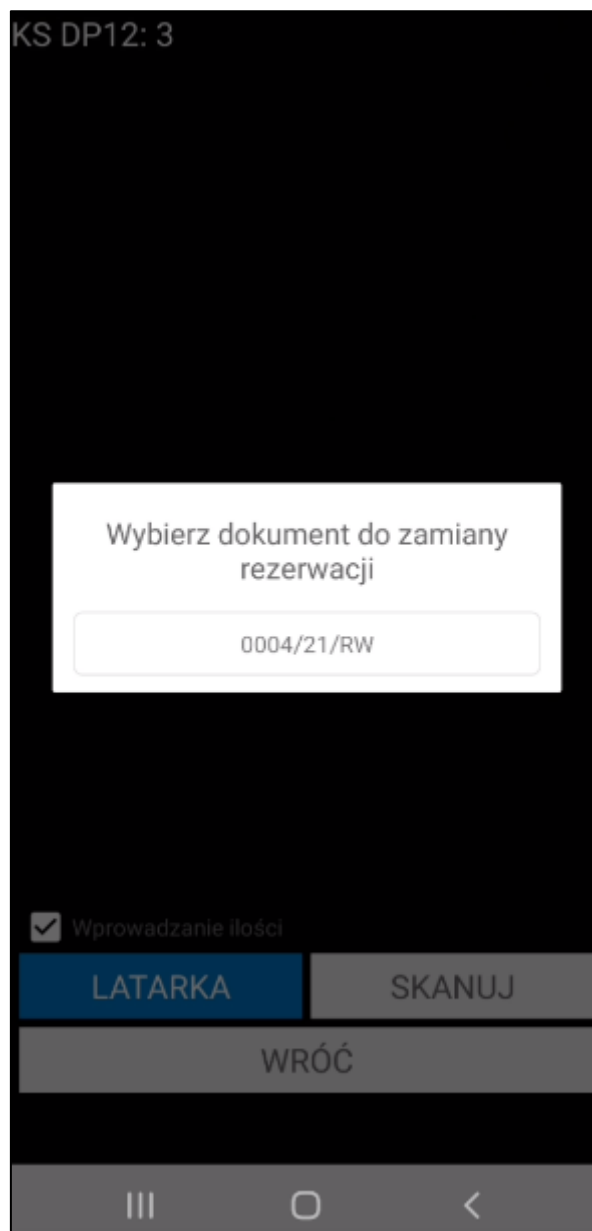 KS DP12: 3
Wybierz dokument do zamiany
rezerwacji
0004/21/RW
Wprowadzanie ilości
LATARKA
SKANUJ
WRÓĆ